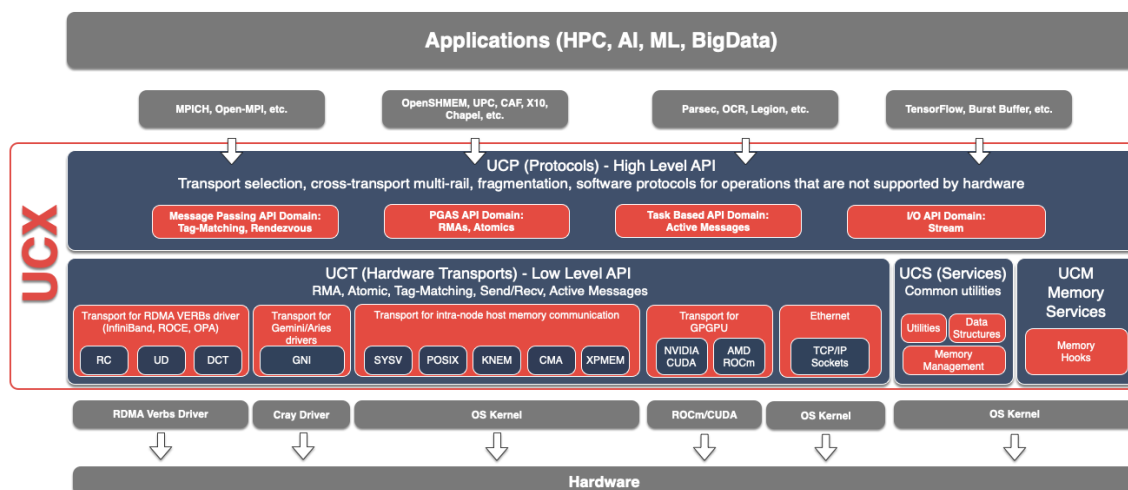 Applications (HPC, AI, ML, BigData)
MPICH, Open-MPI, etc.
OpenSHMEM, UPC, CAF, X10,
Chapel, etc.
Parsec, OCR, Legion, etc.
TensorFlow, Burst Buffer, etc.
UCX
UCP (Protocols) - High Level API
Transport selection, cross-transport multi-rail, fragmentation, software protocols for operations that are not supported by hardware
Message Passing API Domain:
Tag-Matching, Rendezvous
PGAS API Domain:
RMAs, Atomics
Task Based API Domain:
Active Messages
I/O API Domain:
Stream
UCT (Hardware Transports) - Low Level API
RMA, Atomic, Tag-Matching, Send/Recv, Active Messages
Transport for RDMA VERBs driver
(InfiniBand, ROCE, OPA)
RC
UD
DCT
Transport for
Gemini/Aries
drivers
GNI
Transport for intra-node host memory communication
SYSV
POSIX
KNEM
CMA
XPMEM
Transport for
GPGPU
NVIDIA
CUDA
AMD
ROCm
Ethernet
TCP/IP
Sockets
UCS (Services)
Common utilities
Utilities
Data
Structures
Memory
Management
UCM
Memory
Services
Memory
Hooks
RDMA Verbs Driver
Cray Driver
OS Kernel
ROCm/CUDA
OS Kernel
OS Kernel
Hardware